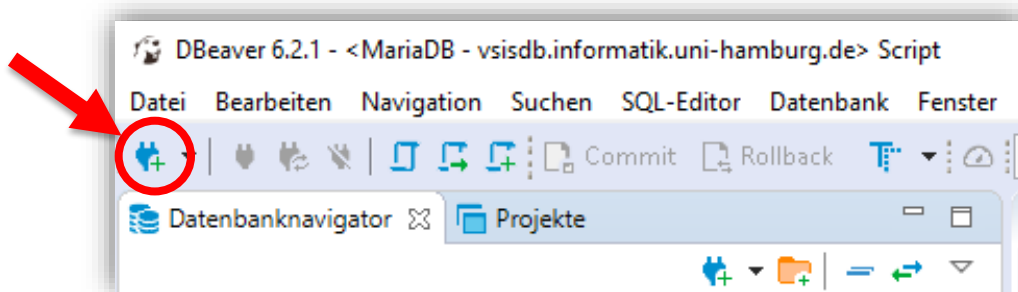 DBeaver 6.2.1 - <MariaDB - vsisdb.informatik.uni-hamburg.de> Script
Datei Bearbeiten Navigation Suchen SQL-Editor Datenbank Fenster
Commit Rollback
Datenbanknavigator Projekte